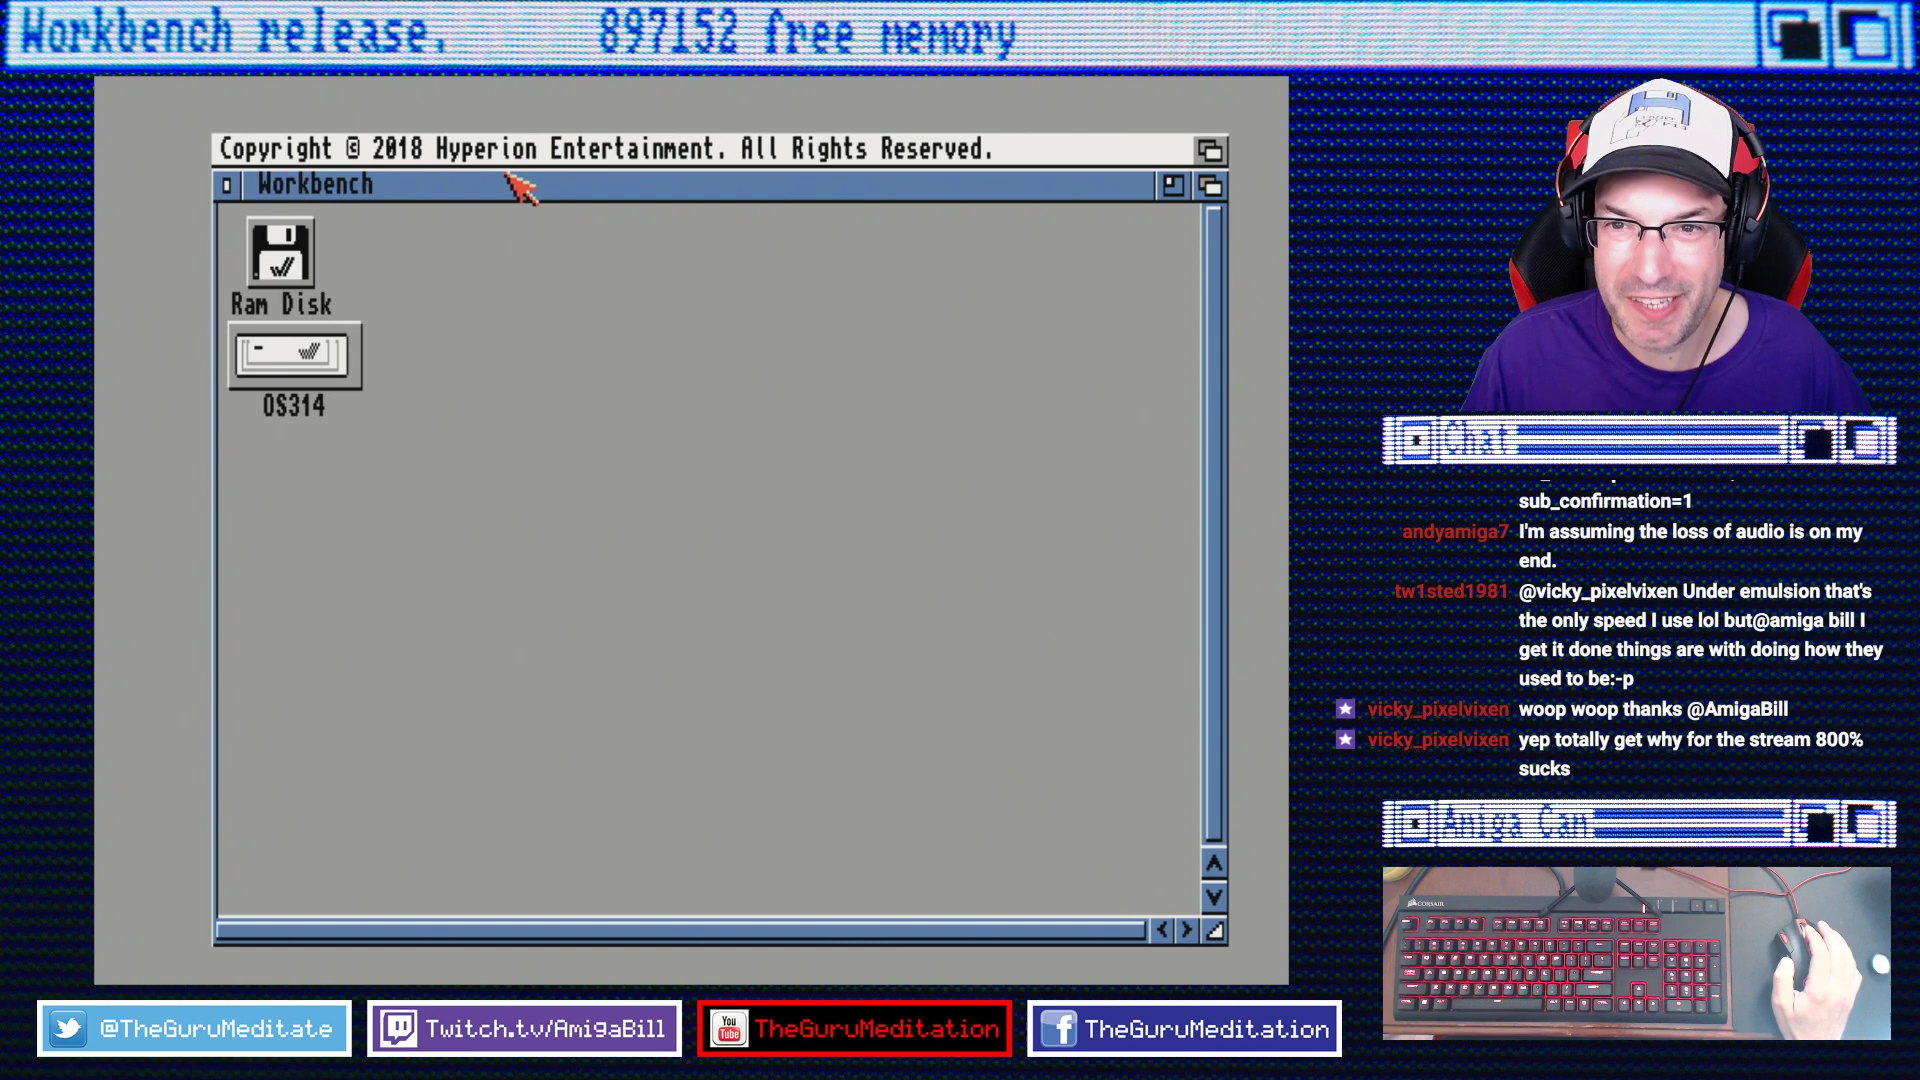 Workbench release. 897152 free memory
Copyright © 2018 Hyperion Entertainment. All Rights Reserved.
Workbench
Ram Disk
OS314
Chat
sub_confirmation=1
andyamiga7 I'm assuming the loss of audio is on my
end.
tw1sted1981 @vicky_pixelvixen Under emulsion that's
the only speed I use lol but@amiga bill I
get it done things are with doing how they
used to be:-p
vicky_pixelvixen woop woop thanks @AmigaBill
vicky_pixelvixen yep totally get why for the stream 800%
sucks
Amiga Cam
CORSAIR
@TheGuruMeditate
Twitch.tv/AmigaBill
You
Tube
TheGuruMeditation
f TheGuruMeditation